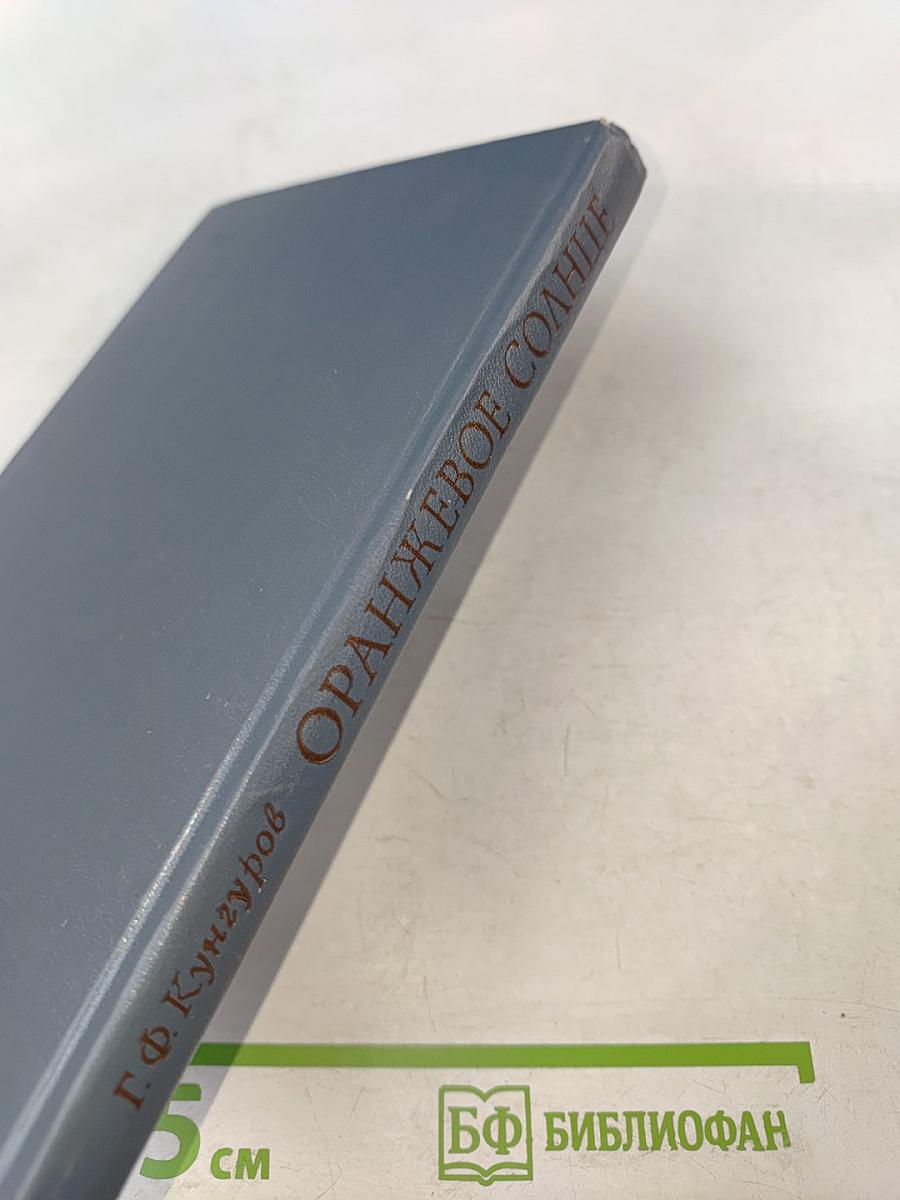 Г. Ф. Кунгуров ОРАНЖЕВОЕ СОЛНЦЕ
5 см
БФ БИБЛИОФАН